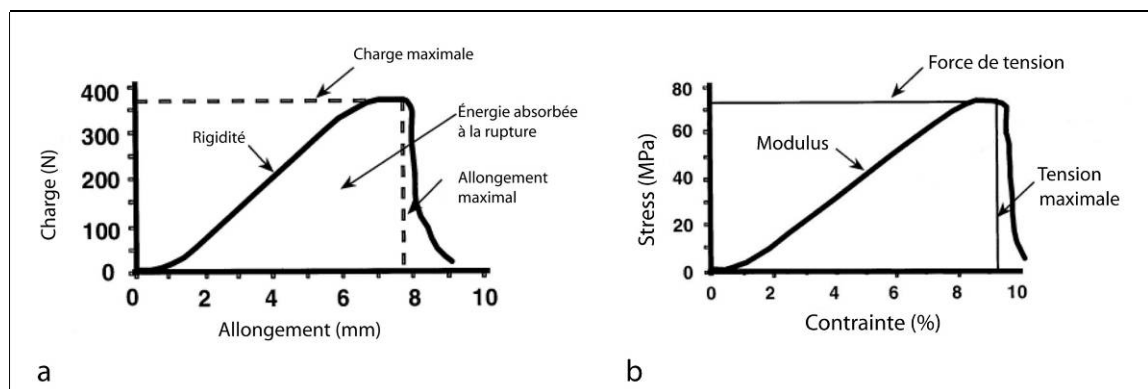 Charge maximale
400
300
200
100
0
Charge (N)
Rigidité
Énergie absorbée
à la rupture
Allongement
maximal
0 2 4 6 8 10
Allongement (mm)
a
Force de tension
80
60
40
20
0
Stress (MPa)
Modulus
Tension
maximale
0 2 4 6 8 10
Contrainte (%)
b